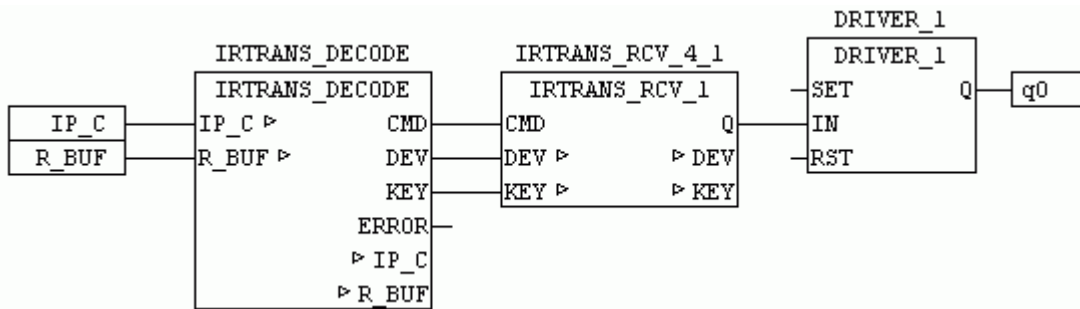 DRIVER_1
IRTRANS_DECODE IRTRANS_RCV_4_1 DRIVER_1
IRTRANS_DECODE IRTRANS_RCV_1 SET Q q0
IP_C IP_C CMD CMD Q IN
R_BUF R_BUF DEV DEV DEV RST
KEY KEY KEY
ERROR
IP_C
R_BUF